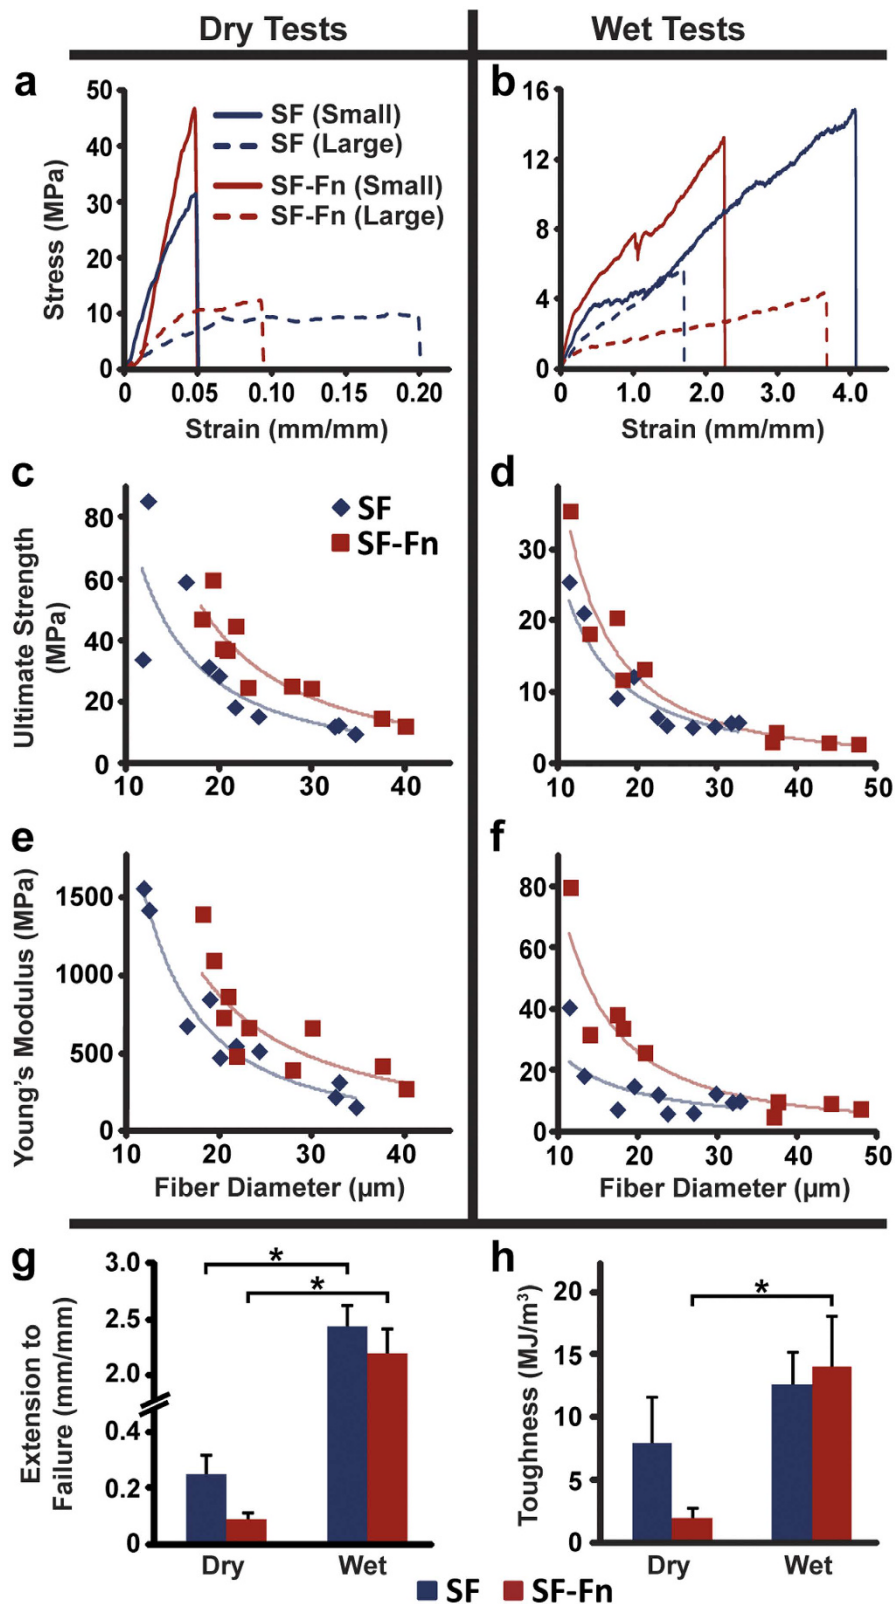 Dry Tests Wet Tests
a b
50 16
40 12
30 8
20 4
10 0
0
Stress (MPa)
SF (Small)
SF (Large)
SF-Fn (Small)
SF-Fn (Large)
0 0.05 0.10 0.15 0.20
0 1.0 2.0 3.0 4.0
Strain (mm/mm) Strain (mm/mm)
c d
Ultimate Strength
(MPa)
80
60
40
20
0
SF
SF-Fn
30
20
10
0
10 20 30 40
10 20 30 40 50
e f
Young's Modulus (MPa)
1500
1000
500
0
80
60
40
20
0
10 20 30 40
10 20 30 40 50
Fiber Diameter (µm) Fiber Diameter (µm)
g h
Extension to
Failure (mm/mm)
3.0
2.5
2.0
0.4
0.2
0
*
*
Dry Wet
Toughness (MJ/m³)
20
15
10
5
0
*
Dry Wet
SF SF-Fn